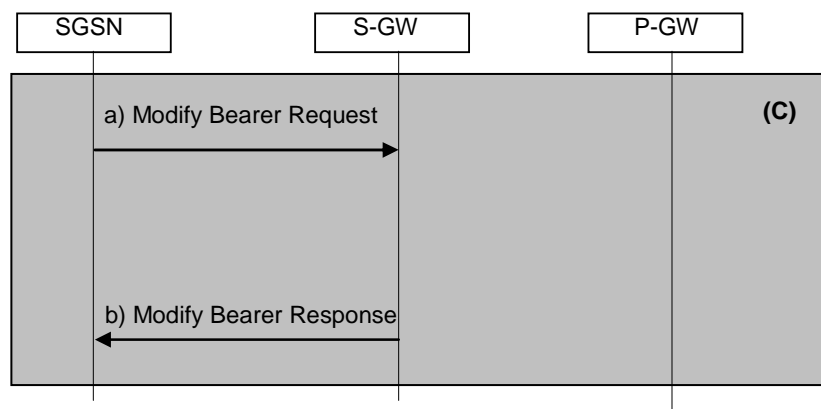 SGSN
S-GW
P-GW
(C)
a) Modify Bearer Request
b) Modify Bearer Response